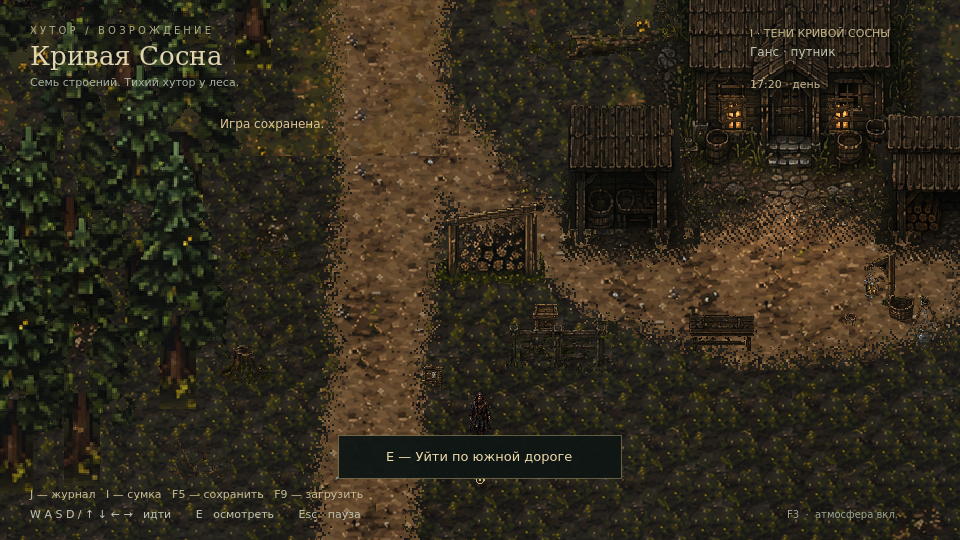 ХУТОР / ВОЗРОЖДЕНИЕ
Кривая Сосна
Семь строений. Тихий хутор у леса.
I · ТЕНИ КРИВОЙ СОСНЫ
Ганс · путник
17:20 · день
Игра сохранена.
E — Уйти по южной дороге
J — журнал I — сумка F5 — сохранить F9 — загрузить
W A S D / ↑ ↓ ← → идти E осмотреть Esc пауза
F3 · атмосфера вкл.